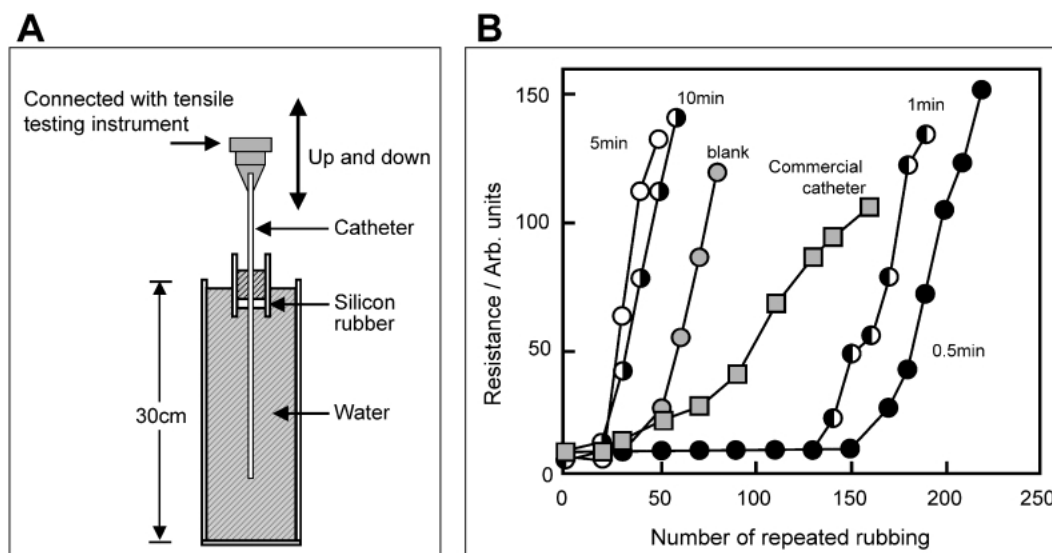 A
Connected with tensile
testing instrument
Up and down
Catheter
Silicon
rubber
30cm
Water
B
150
100
50
0
Resistance / Arb. units
5min
10min
blank
Commercial
catheter
1min
0.5min
0
50
100
150
200
250
Number of repeated rubbing